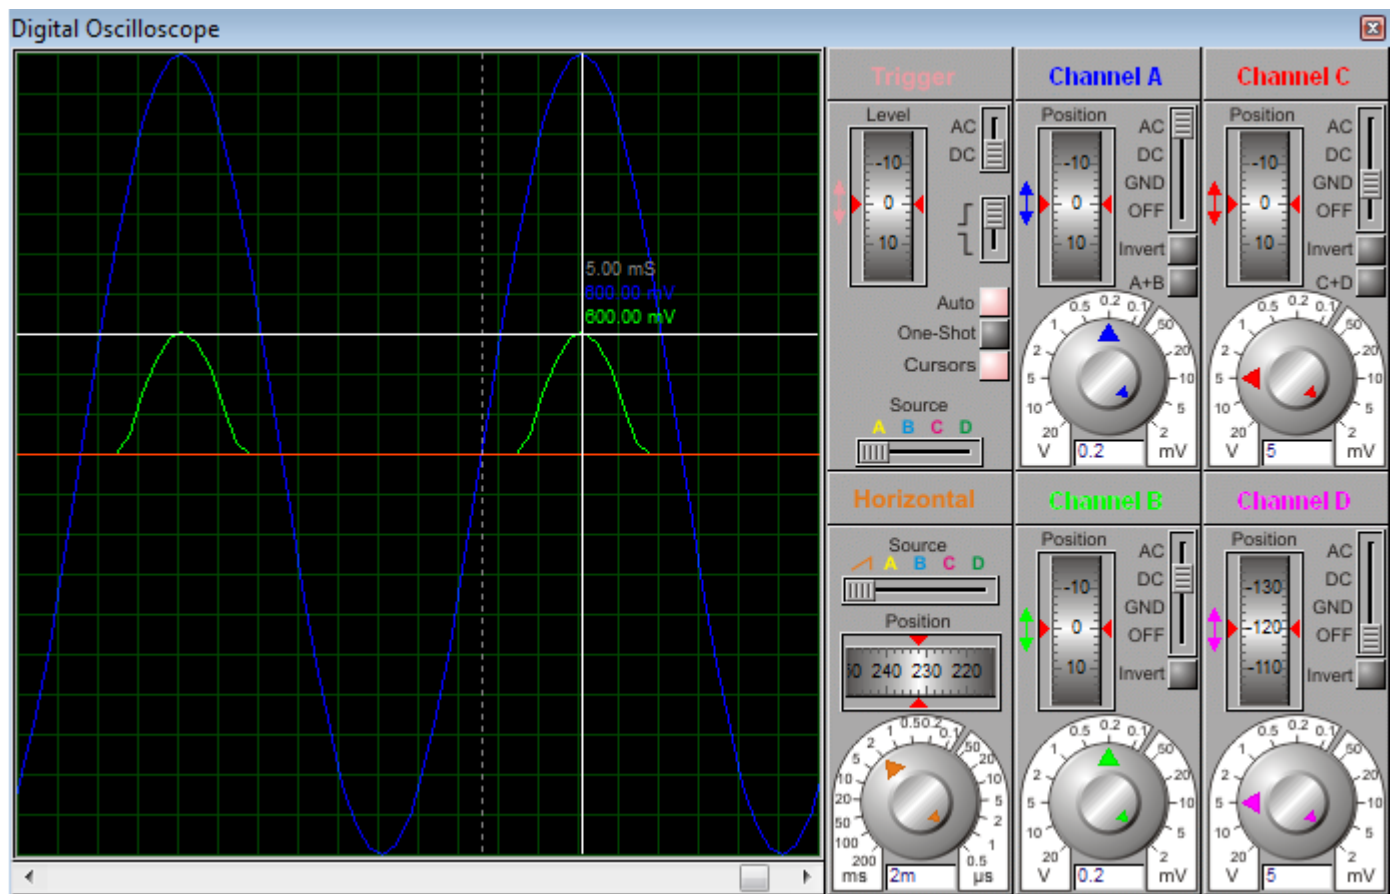 Digital Oscilloscope
5.00 mS
600.00 mV
600.00 mV
Trigger
Level
AC
DC
-10
0
10
Auto
One-Shot
Cursors
Source
A B C D
Channel A
Position
AC
DC
GND
OFF
-10
0
10
Invert
A+B
0.5 0.2 0.1
1 50
2 20
5 10
10 5
20 2
V 0.2 mV
Channel C
Position
AC
DC
GND
OFF
-10
0
10
Invert
C+D
0.5 0.2 0.1
1 50
2 20
5 10
10 5
20 2
V 5 mV
Horizontal
Source
A B C D
Position
240 230 220
0.5 0.2 0.1
1 50
2 20
5 10
10 5
20 2
50 1
100 0.5
200
ms 2m µs
Channel B
Position
AC
DC
GND
OFF
-10
0
10
Invert
0.5 0.2 0.1
1 50
2 20
5 10
10 5
20 2
V 0.2 mV
Channel D
Position
AC
DC
GND
OFF
-130
-120
-110
Invert
0.5 0.2 0.1
1 50
2 20
5 10
10 5
20 2
V 5 mV